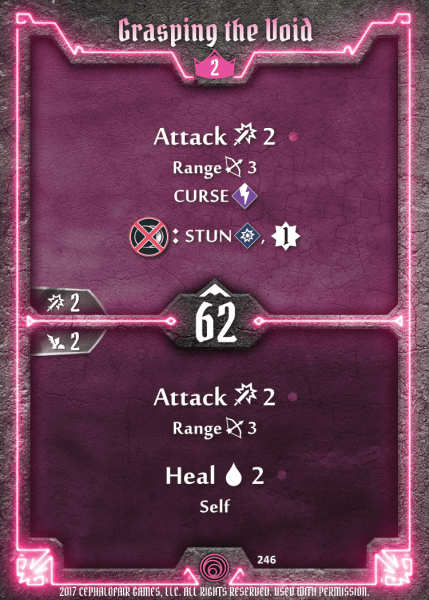 Grasping the Void
2
Attack 2
Range 3
CURSE
: STUN , 1
2
62
2
Attack 2
Range 3
Heal 2
Self
246
2017 CEPHALOFAIR GAMES, LLC. ALL RIGHTS RESERVED. USED WITH PERMISSION.